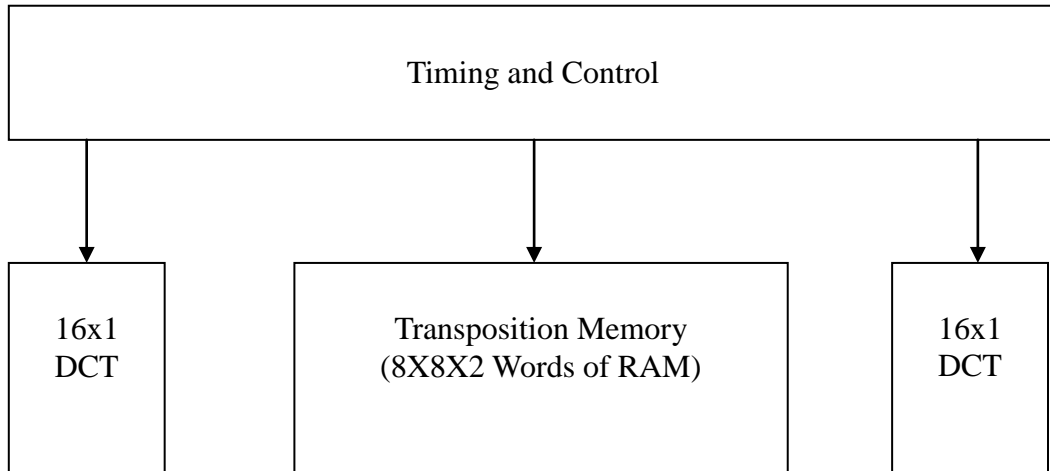 Timing and Control
16x1
DCT
Transposition Memory
(8X8X2 Words of RAM)
16x1
DCT